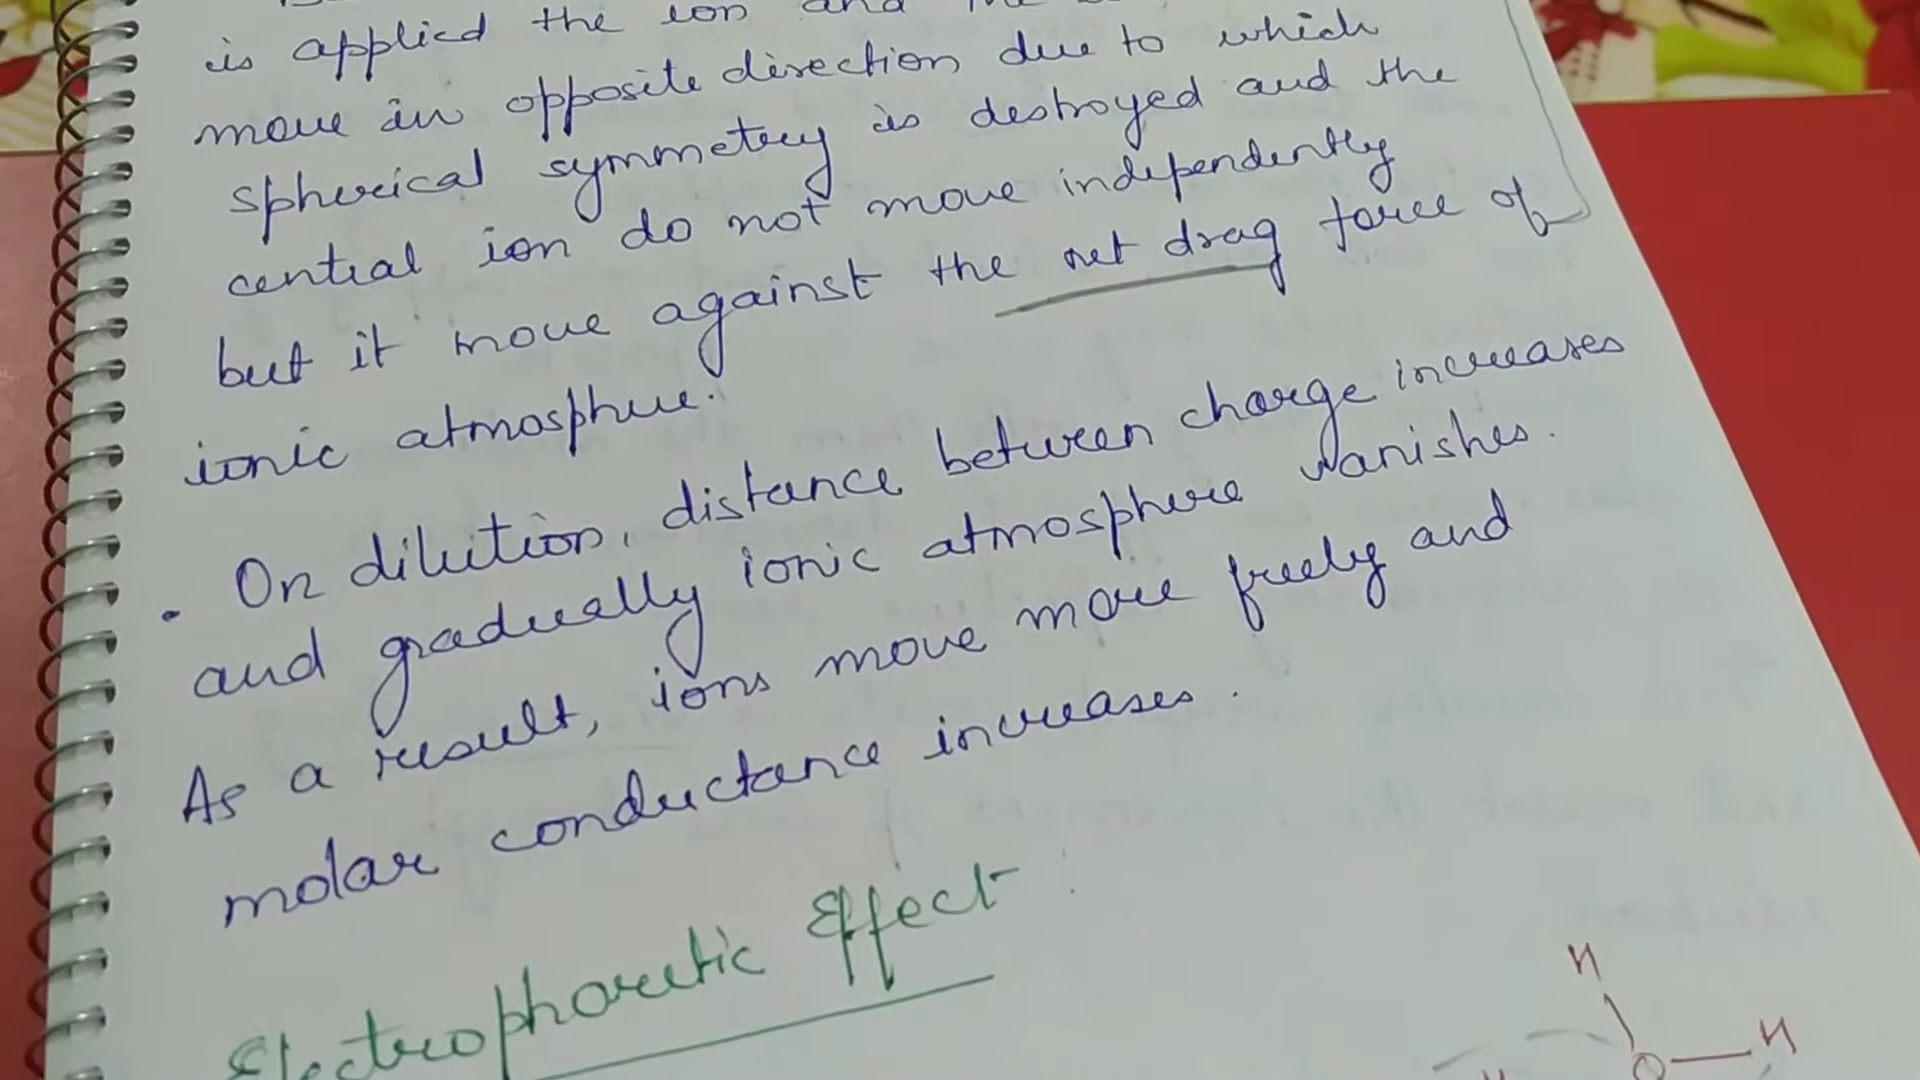 is applied the ion and
move in opposite direction due to which
spherical symmetery is destroyed and the
central ion do not move independently
but it move against the net drag force of
ionic atmosphere.
. On dilution, distance between charge increases
and gradually ionic atmosphere vanishes.
As a result, ions move more freely and
molar conductance increases.
Electrophoretic Effect :
H
O—H